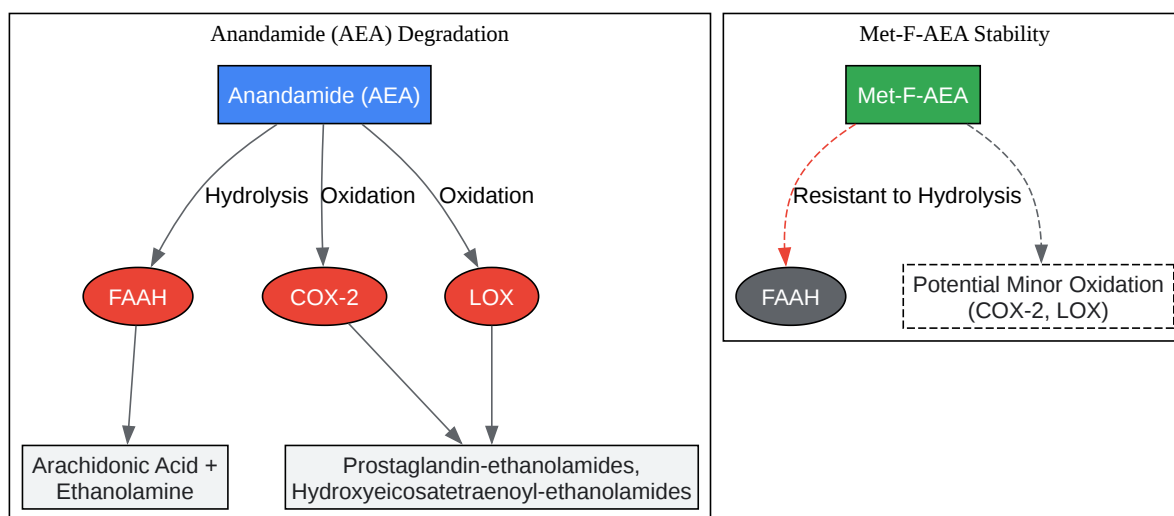 Anandamide (AEA) Degradation
Anandamide (AEA)
Hydrolysis
Oxidation
Oxidation
FAAH
COX-2
LOX
Arachidonic Acid +
Ethanolamine
Prostaglandin-ethanolamides,
Hydroxyeicosatetraenoyl-ethanolamides
Met-F-AEA Stability
Met-F-AEA
Resistant to Hydrolysis
FAAH
Potential Minor Oxidation
(COX-2, LOX)